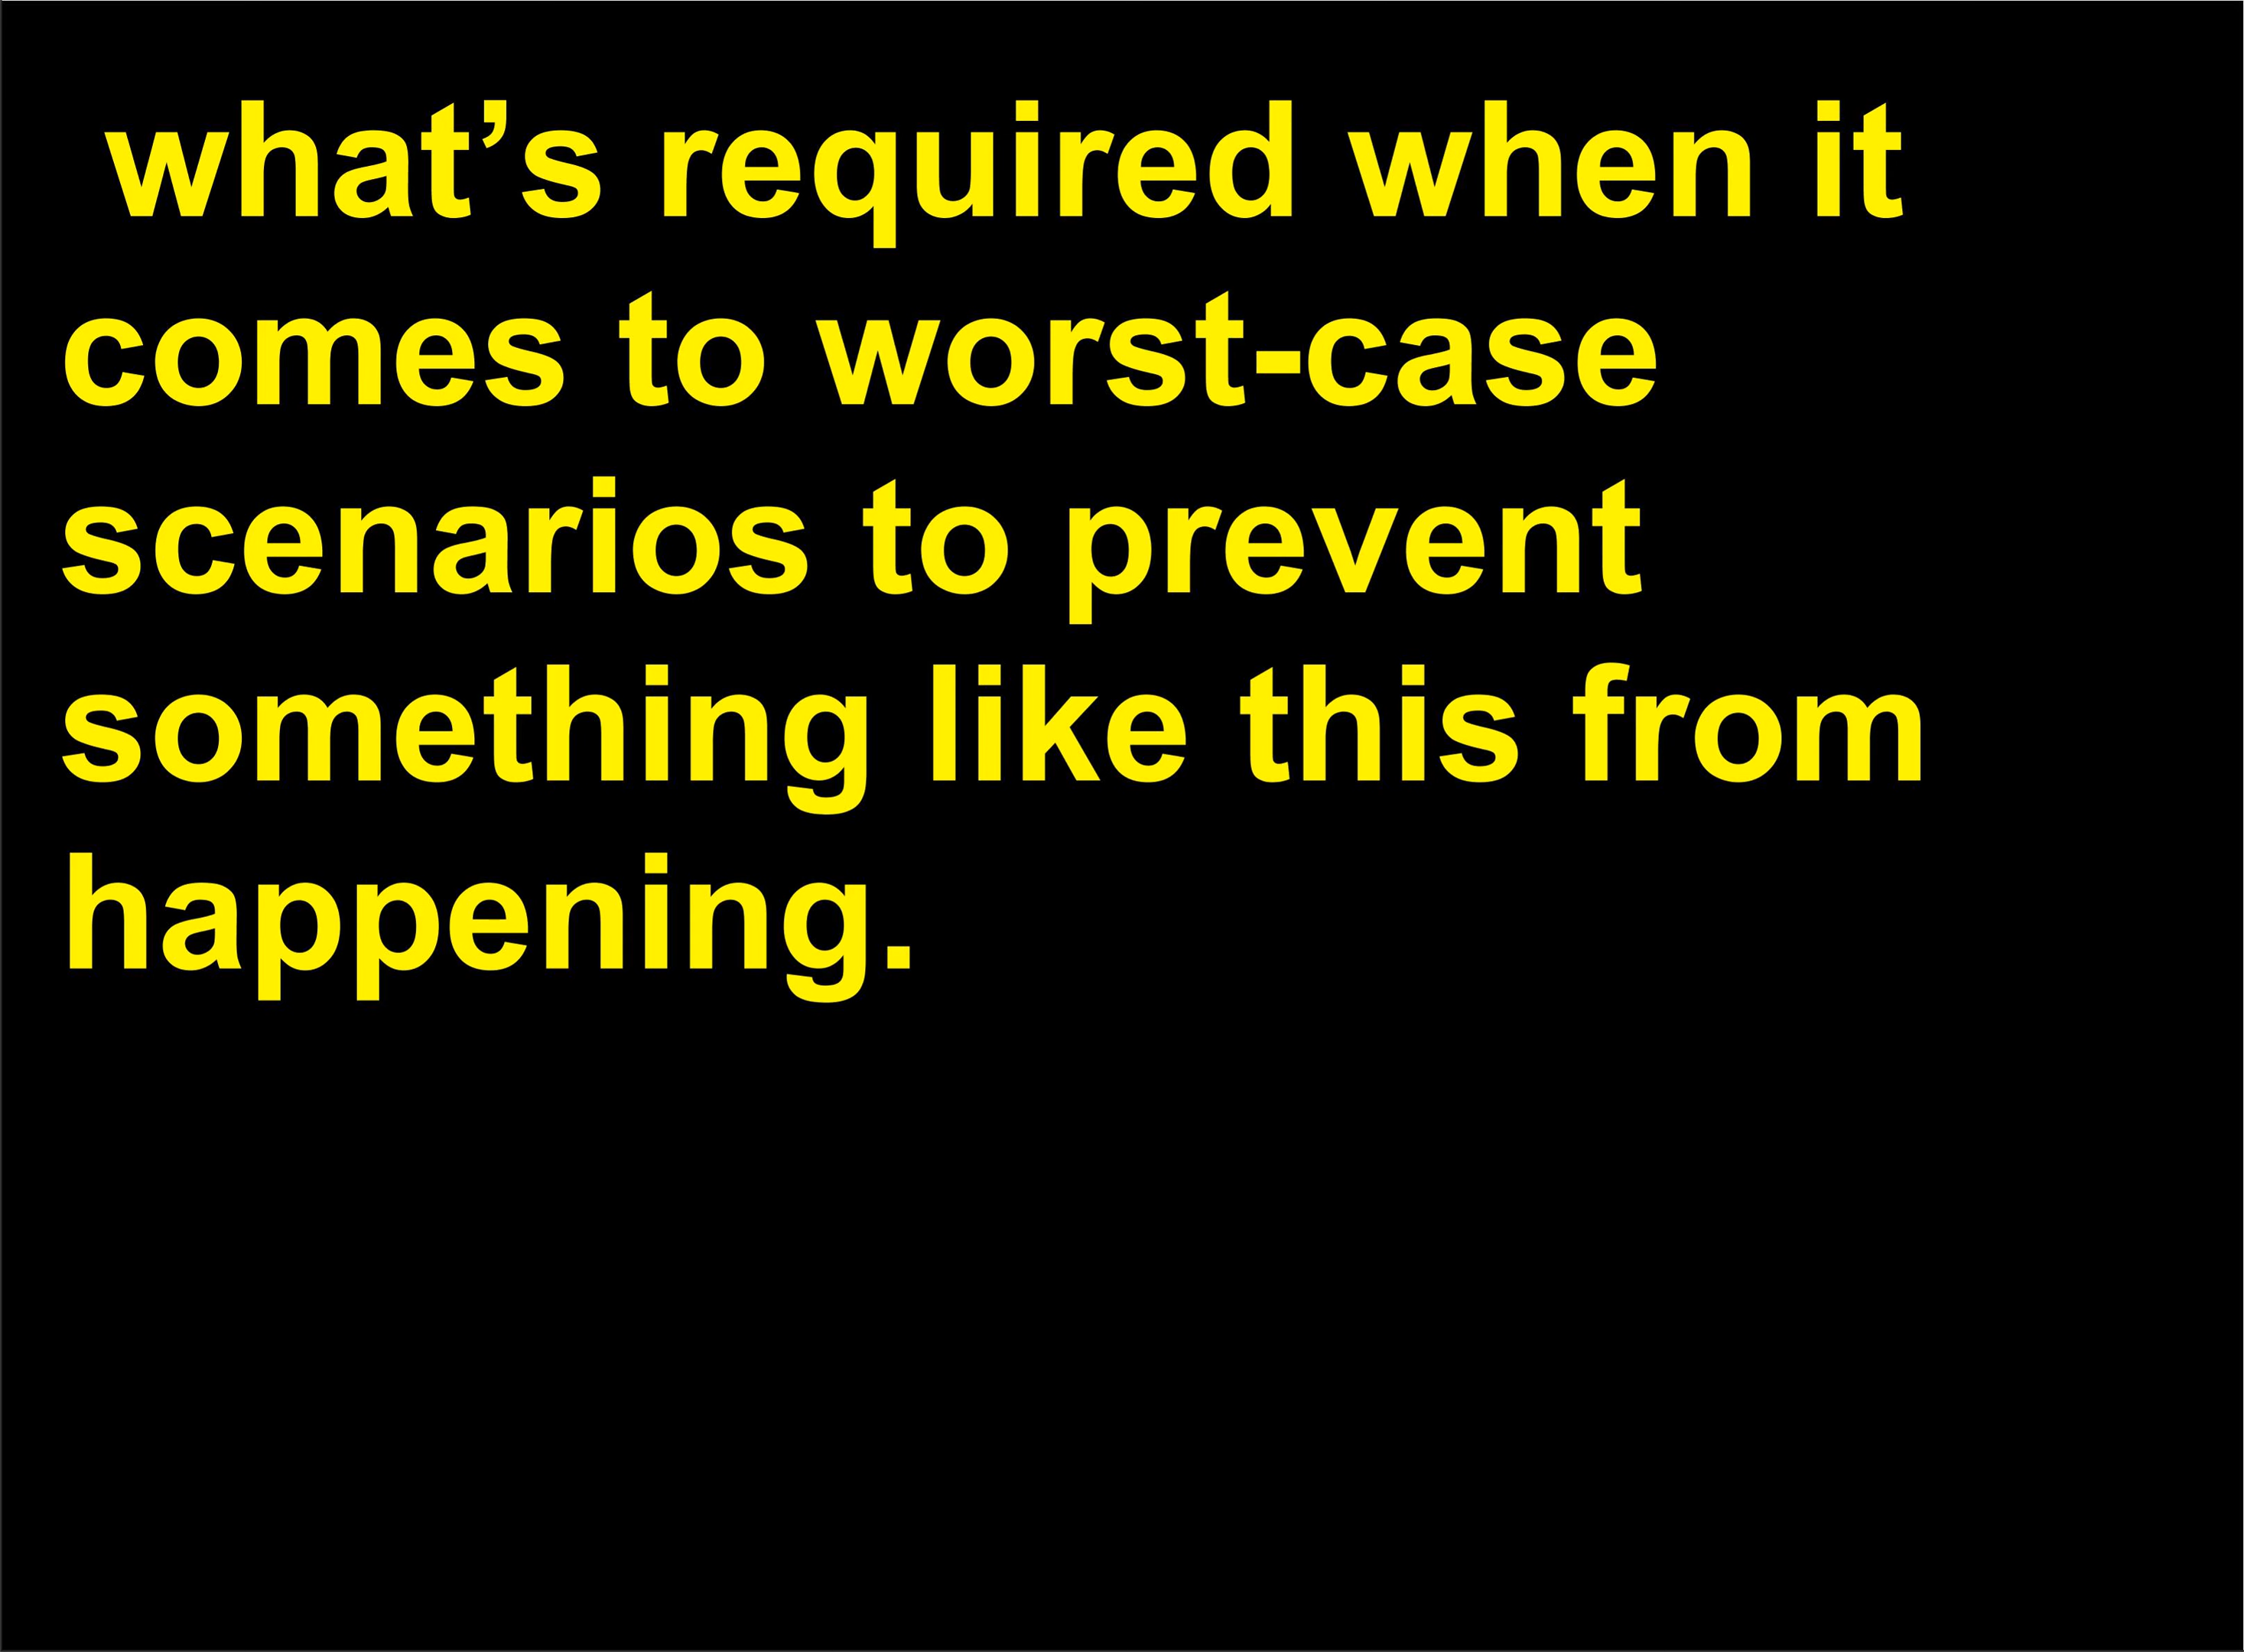 what’s required when it
comes to worst-case
scenarios to prevent
something like this from
happening.